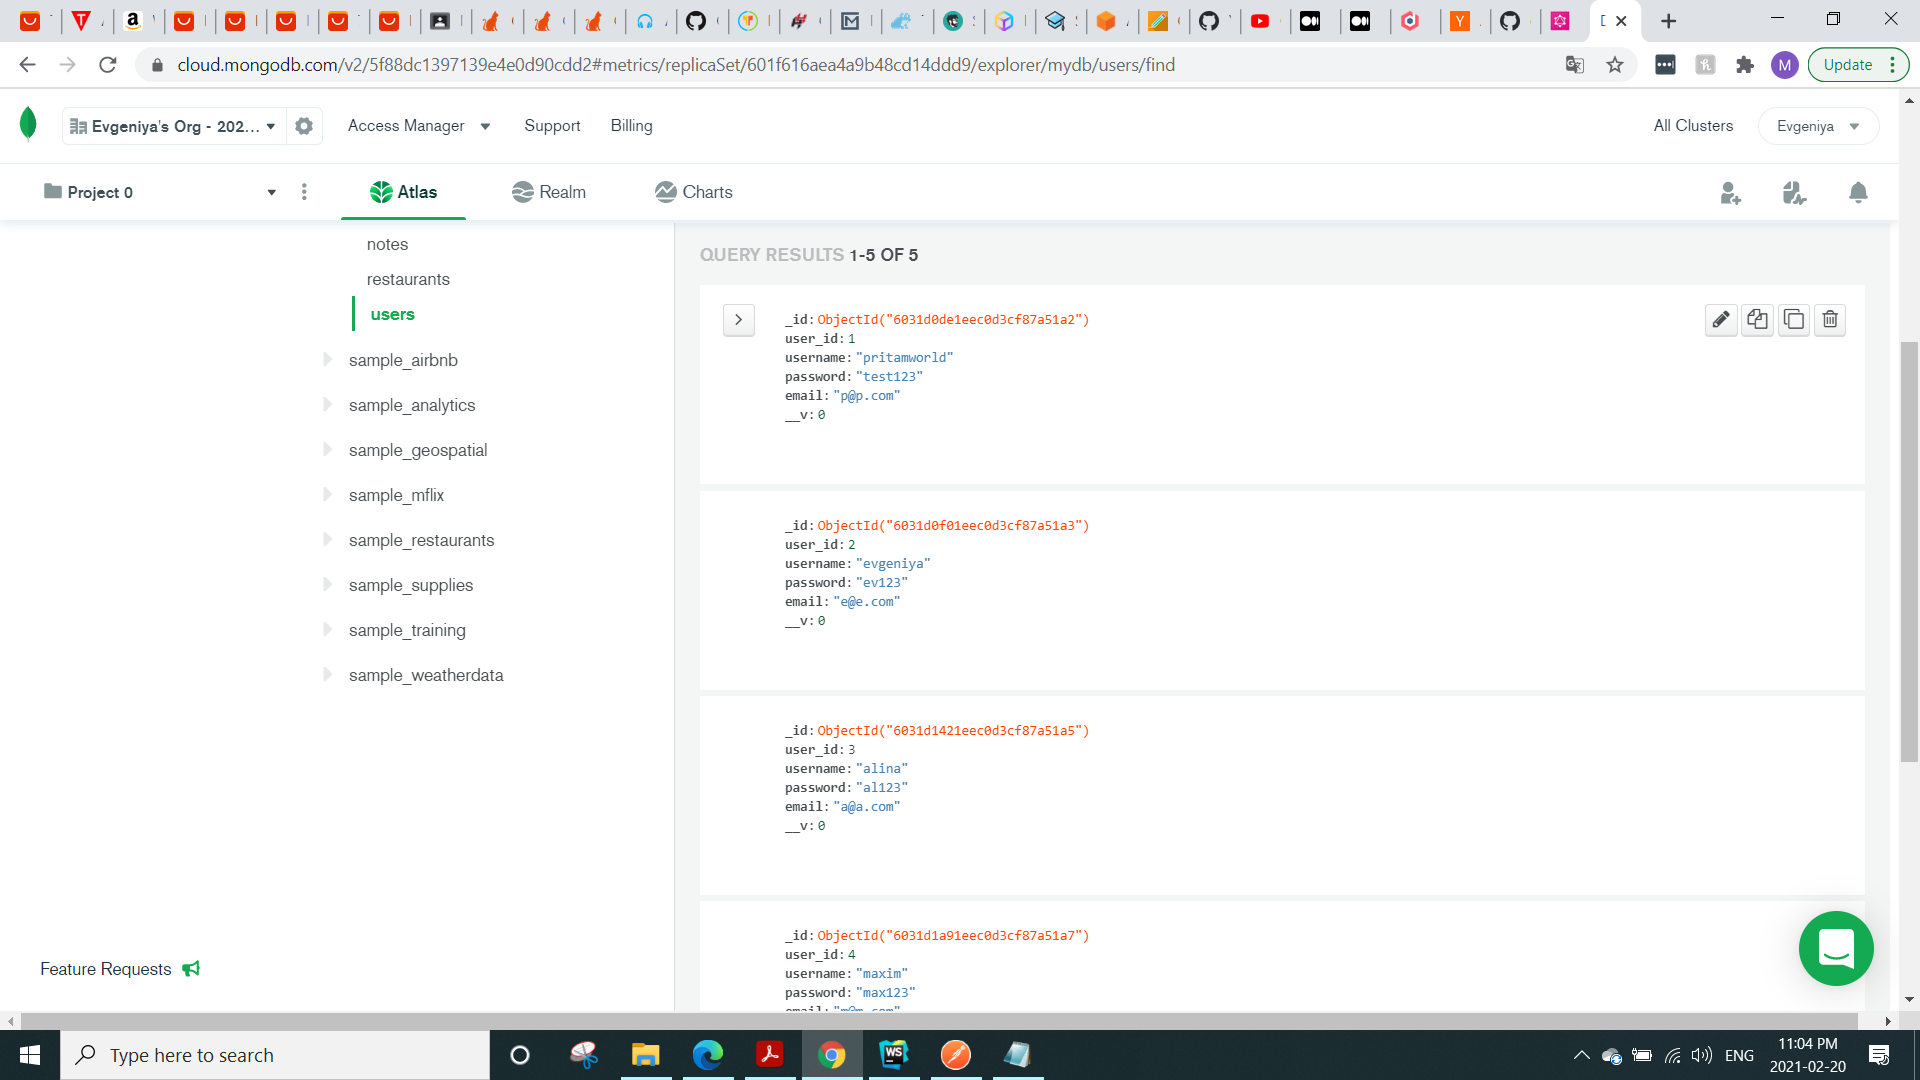 cloud.mongodb.com/v2/5f88dc1397139e4e0d90cdd2#metrics/replicaSet/601f616aea4a9b48cd14ddd9/explorer/mydb/users/find
M
Update
Evgeniya's Org - 202...
Access Manager
Support
Billing
All Clusters
Evgeniya
Project 0
Atlas
Realm
Charts
notes
restaurants
users
sample_airbnb
sample_analytics
sample_geospatial
sample_mflix
sample_restaurants
sample_supplies
sample_training
sample_weatherdata
Feature Requests
QUERY RESULTS 1-5 OF 5
_id: ObjectId("6031d0de1eec0d3cf87a51a2")
user_id: 1
username: "pritamworld"
password: "test123"
email: "p@p.com"
__v: 0
_id: ObjectId("6031d0f01eec0d3cf87a51a3")
user_id: 2
username: "evgeniya"
password: "ev123"
email: "e@e.com"
__v: 0
_id: ObjectId("6031d1421eec0d3cf87a51a5")
user_id: 3
username: "alina"
password: "al123"
email: "a@a.com"
__v: 0
_id: ObjectId("6031d1a91eec0d3cf87a51a7")
user_id: 4
username: "maxim"
password: "max123"
email: "m@m.com"
Type here to search
ENG
11:04 PM
2021-02-20